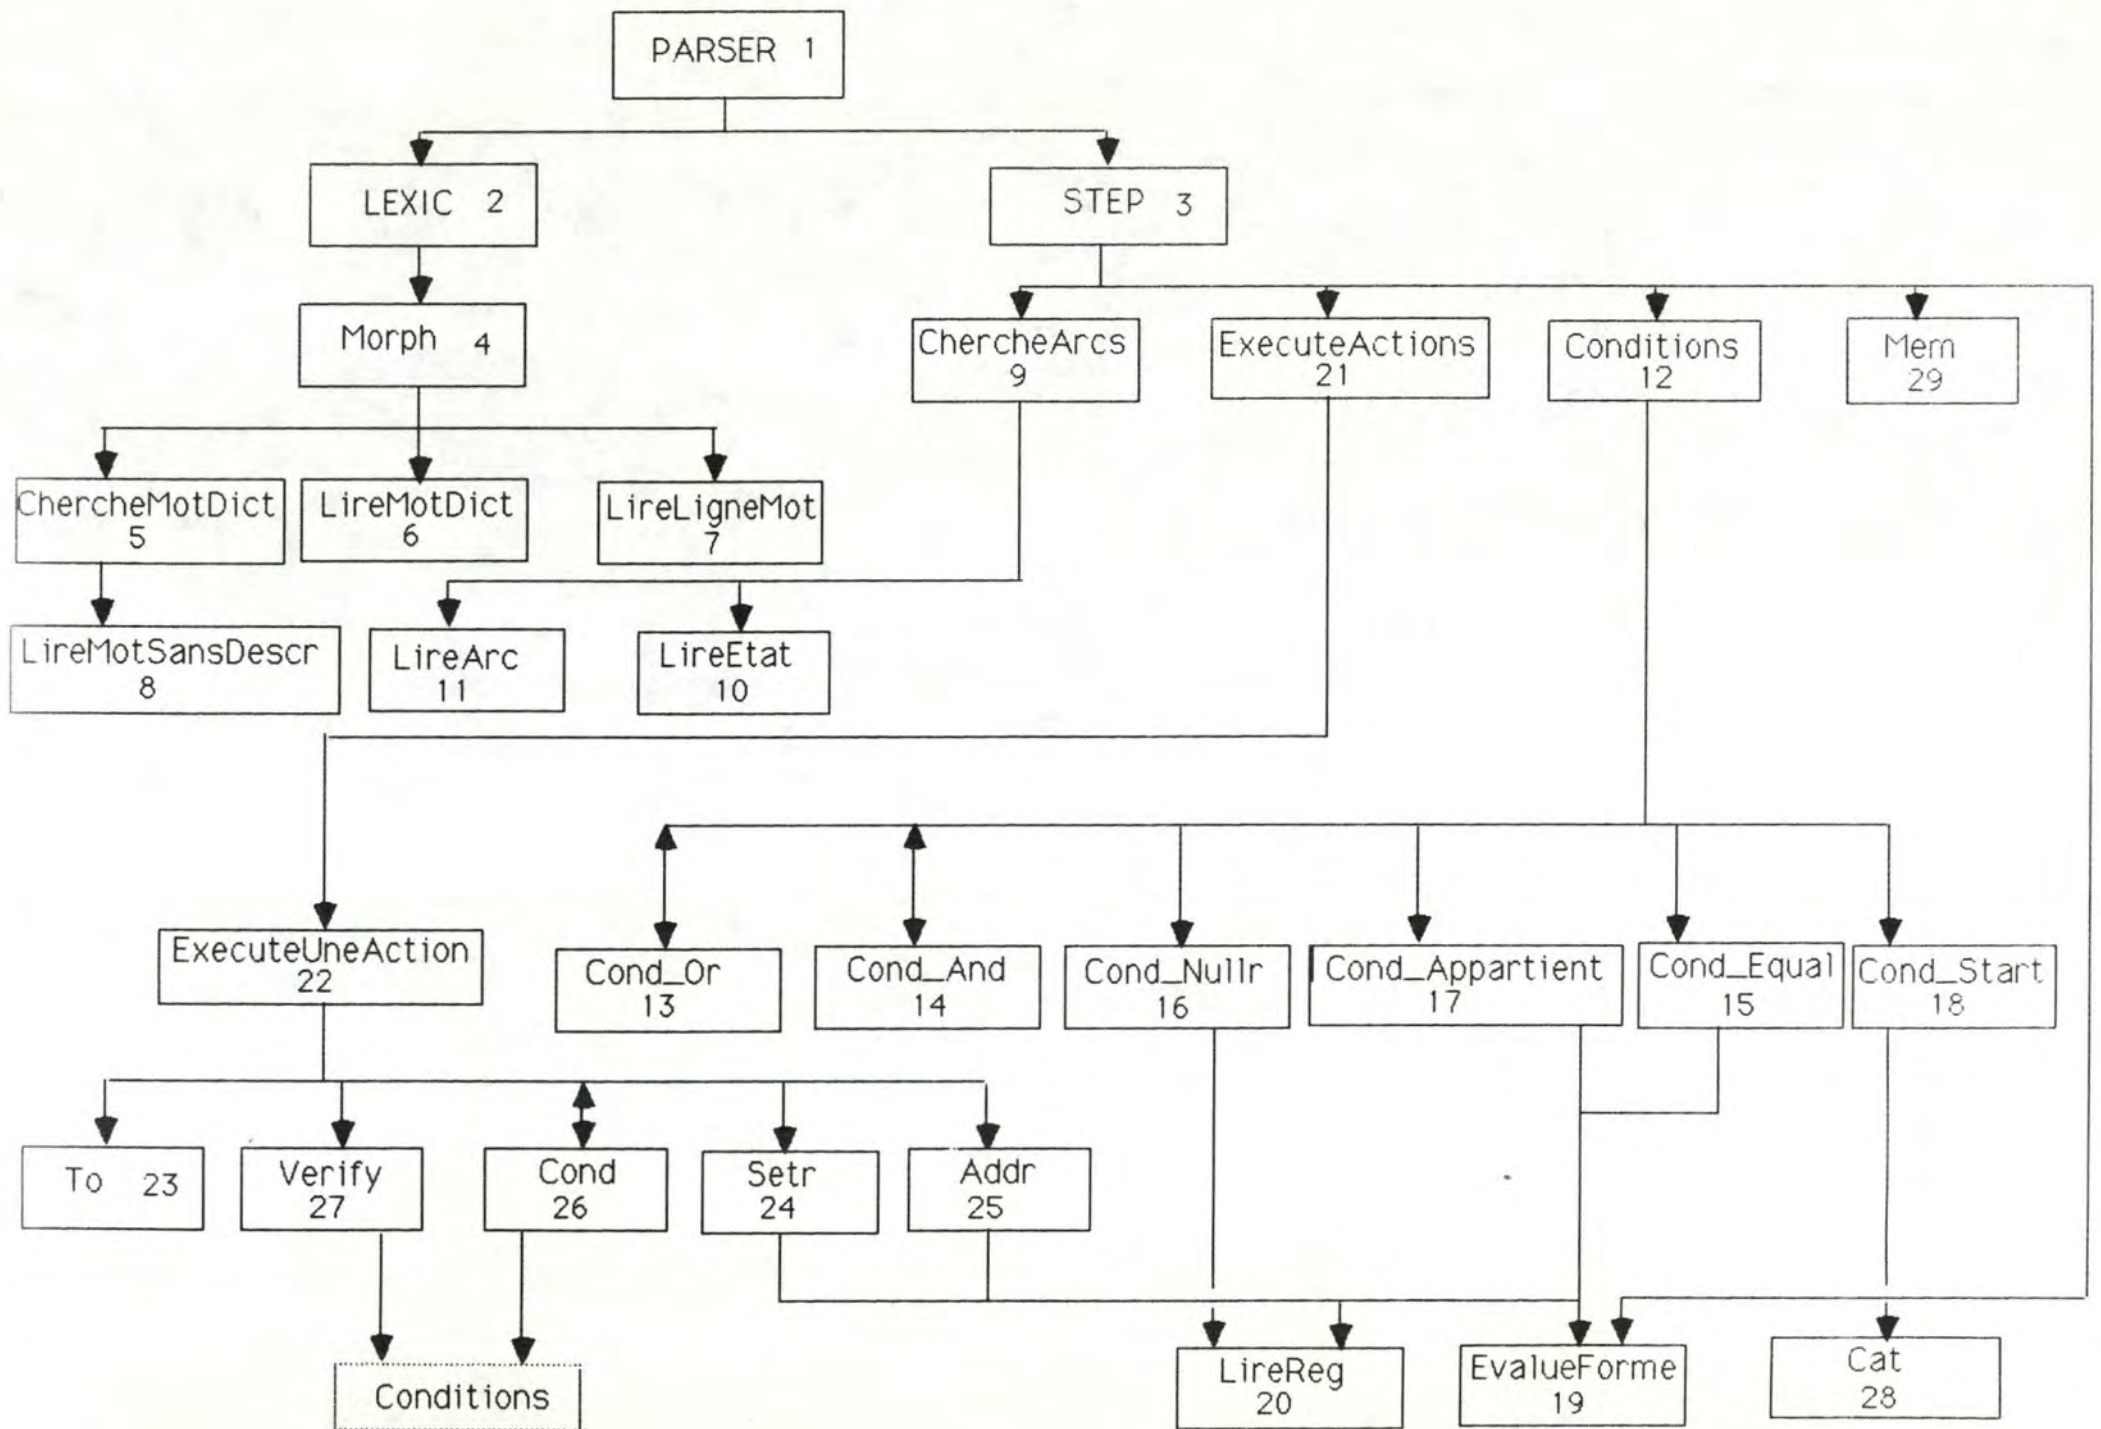 PARSER 1
LEXIC 2
STEP 3
Morph 4
ChercheArcs
9
ExecuteActions
21
Conditions
12
Mem
29
ChercheMotDict
5
LireMotDict
6
LireLigneMot
7
LireMotSansDescr
8
LireArc
11
LireEtat
10
ExecuteUneAction
22
Cond_Or
13
Cond_And
14
Cond_Nullr
16
Cond_Appartient
17
Cond_Equal
15
Cond_Start
18
To 23
Verify
27
Cond
26
Setr
24
Addr
25
Conditions
LireReg
20
EvalueForme
19
Cat
28